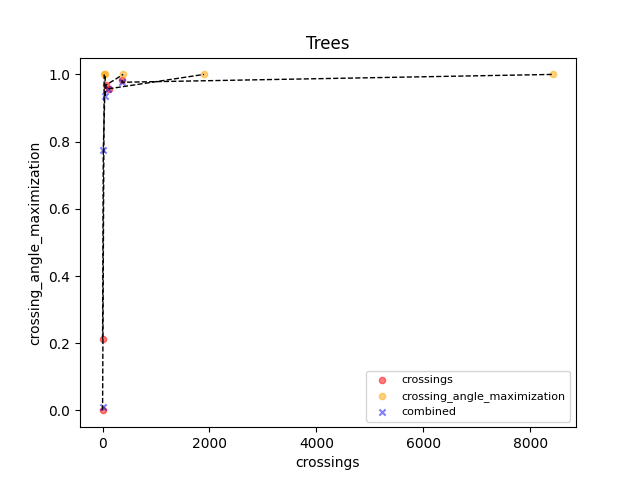 Trees
1.0
0.8
0.6
0.4
0.2
0.0
crossing_angle_maximization
0
2000
4000
6000
8000
crossings
crossings
crossing_angle_maximization
combined